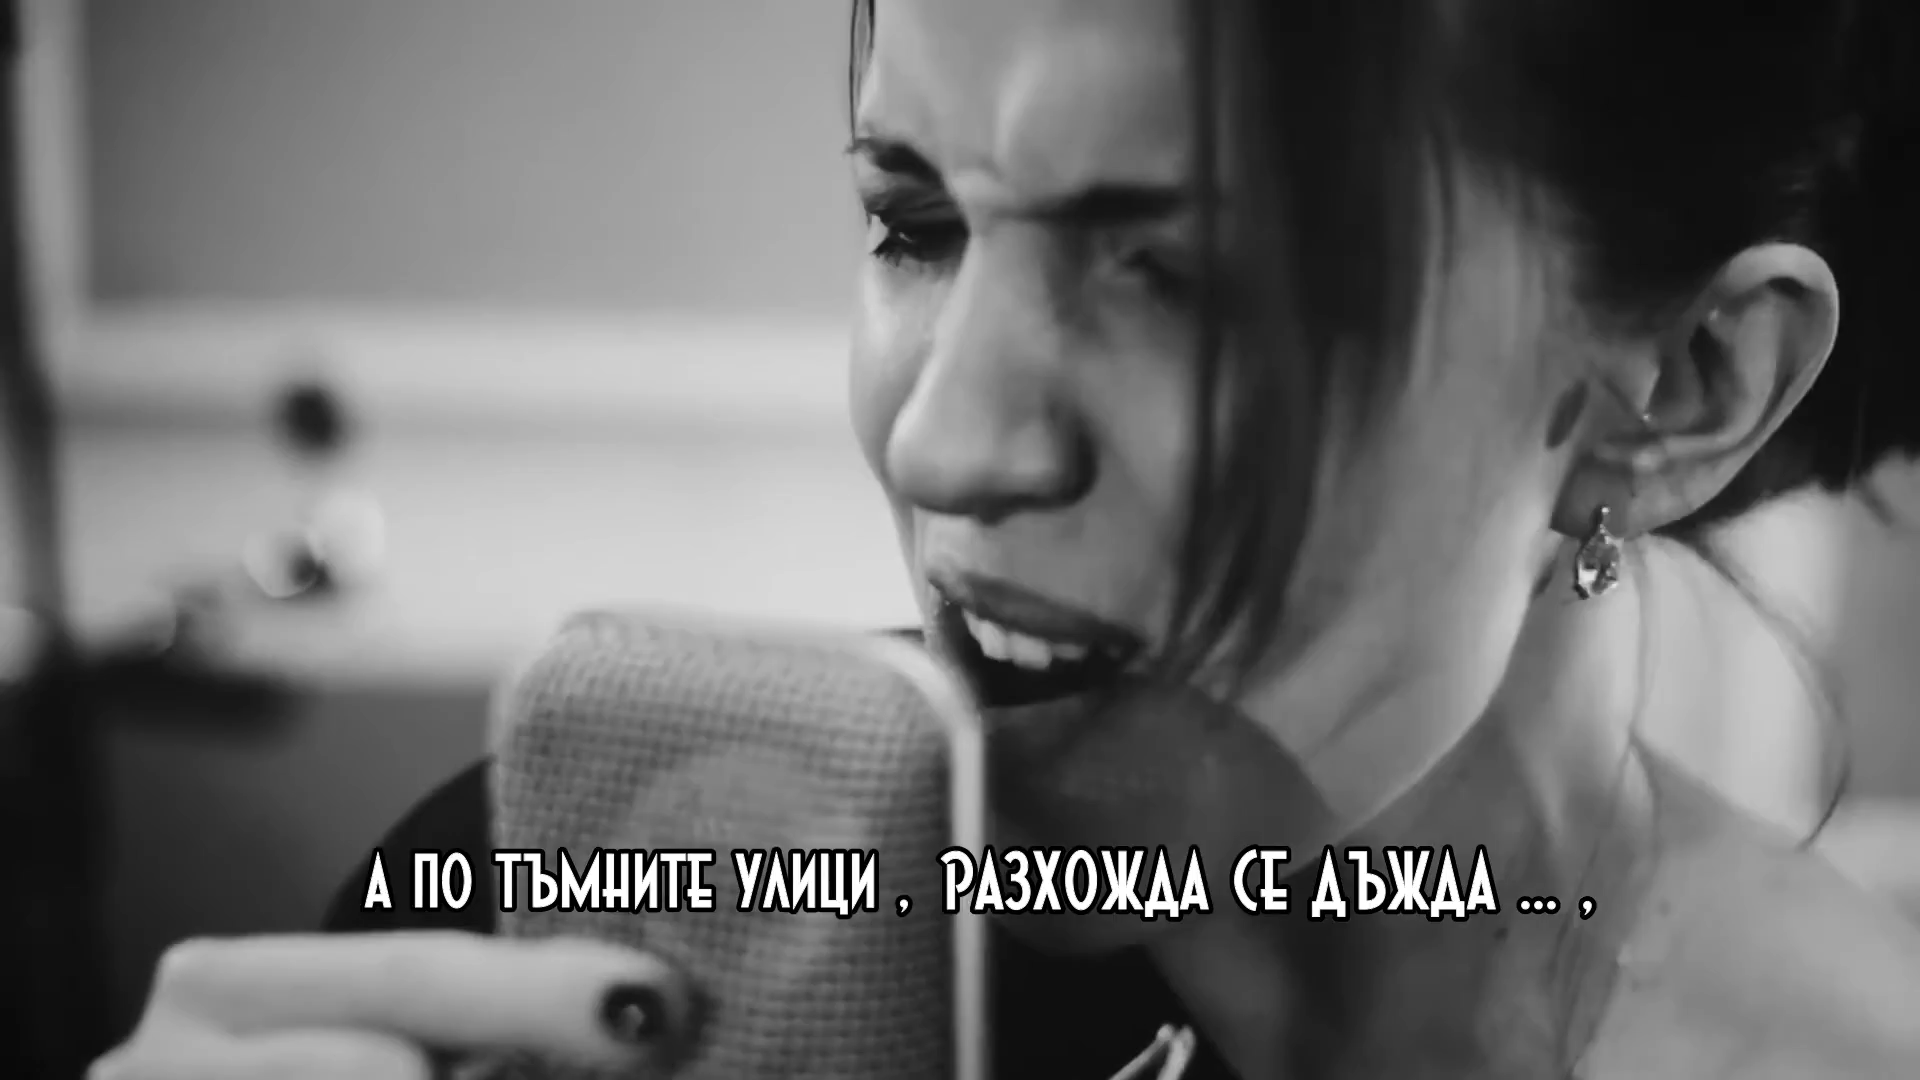 А ПО ТЪМНИТЕ УЛИЦИ , РАЗХОЖДА СЕ ДЪЖДА ... ,